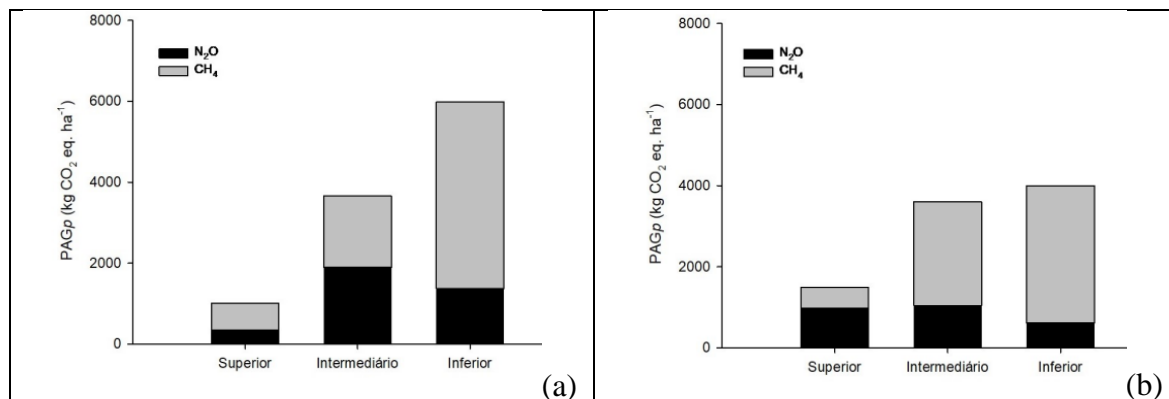 8000
6000
4000
2000
0
PAGp (kg CO₂ eq. ha⁻¹)
N₂O
CH₄
Superior Intermediário Inferior
(a)
8000
6000
4000
2000
0
PAGp (kg CO₂ eq. ha⁻¹)
N₂O
CH₄
Superior Intermediário Inferior
(b)